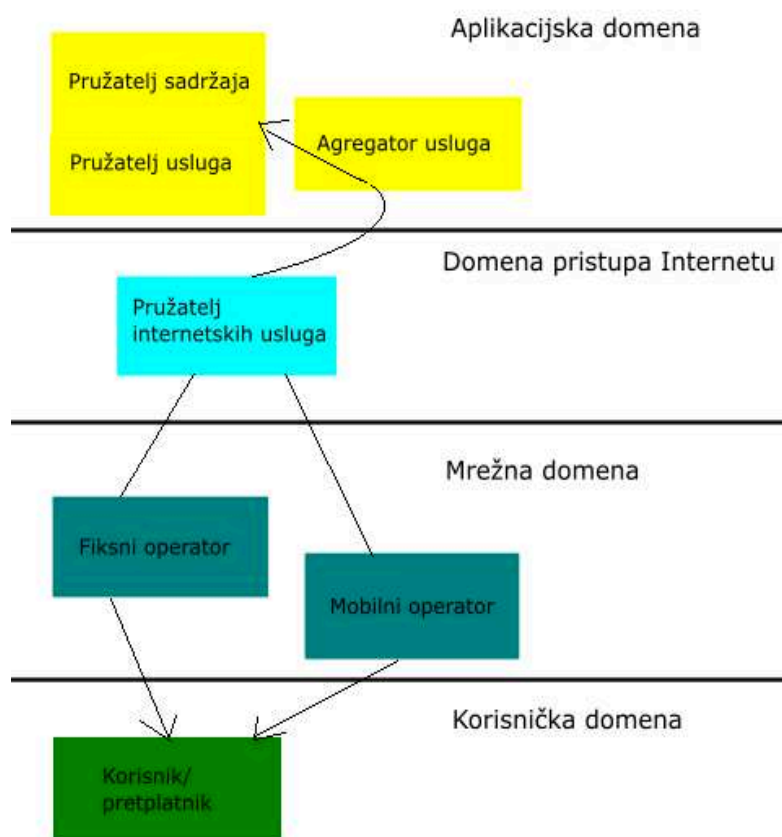 Aplikacijska domena
Pružatelj sadržaja
Agregator usluga
Pružatelj usluga
Domena pristupa Internetu
Pružatelj
internetskih usluga
Mrežna domena
Fiksni operator
Mobilni operator
Korisnička domena
Korisnik/
pretplatnik